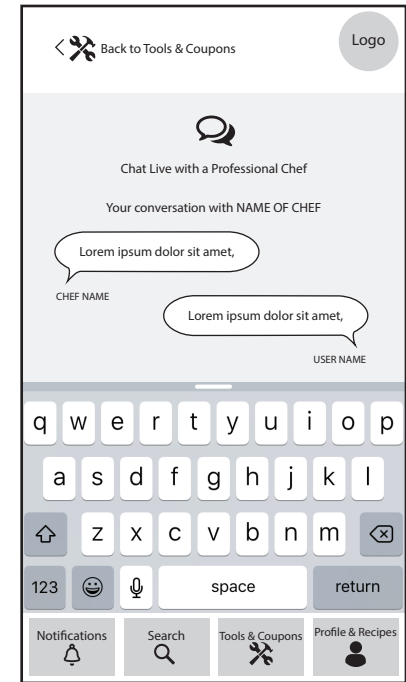 Back to Tools & Coupons
Logo
Chat Live with a Professional Chef
Your conversation with NAME OF CHEF
Lorem ipsum dolor sit amet,
CHEF NAME
Lorem ipsum dolor sit amet,
USER NAME
q w e r t y u i o p
a s d f g h j k l
z x c v b n m
123 space return
Notifications Search Tools & Coupons Profile & Recipes